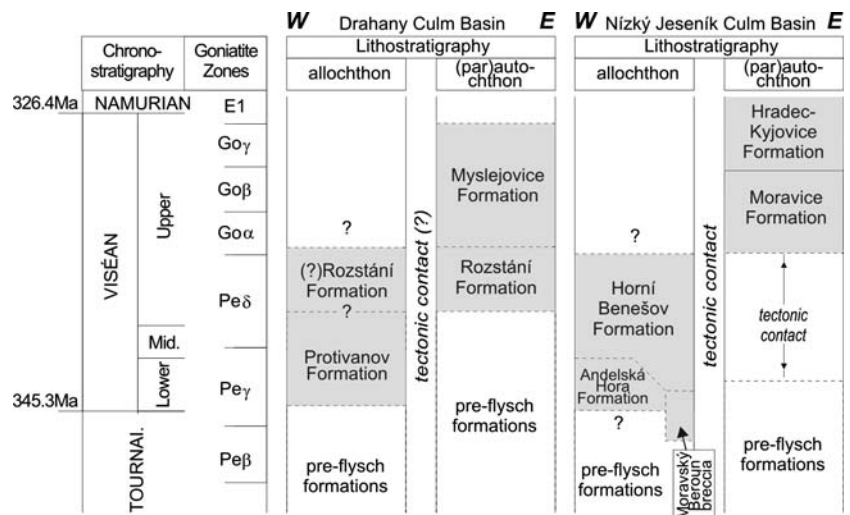 W Drahany Culm Basin E
W Nízký Jeseník Culm Basin E
Chrono-
stratigraphy
Goniatite
Zones
Lithostratigraphy
allochthon
(par)auto-
chthon
Lithostratigraphy
allochthon
(par)auto-
chthon
326.4Ma
NAMURIAN
E1
Goγ
Goβ
Goα
Peδ
Peγ
Peβ
VISÉAN
Upper
Mid.
Lower
345.3Ma
TOURNAI.
?
(?)Rozstání
Formation
?
Protivanov
Formation
pre-flysch
formations
tectonic contact (?)
Myslejovice
Formation
Rozstání
Formation
pre-flysch
formations
?
Horní
Benešov
Formation
Andelská
Hora
Formation
?
pre-flysch
formations
Moravský
Beroun
breccia
tectonic contact
Hradec-
Kyjovice
Formation
Moravice
Formation
tectonic
contact
pre-flysch
formations